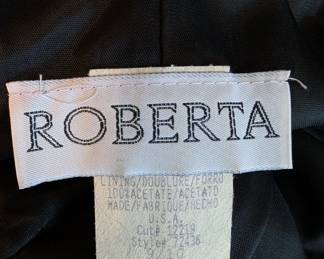 ROBERTA
LINING/DOUBLURE/FORRO
100%ACETATE/ACETATO
MADE/FABRIQUE/HECHO
U.S.A.
Cut# 12219
Style# 72436
9/10